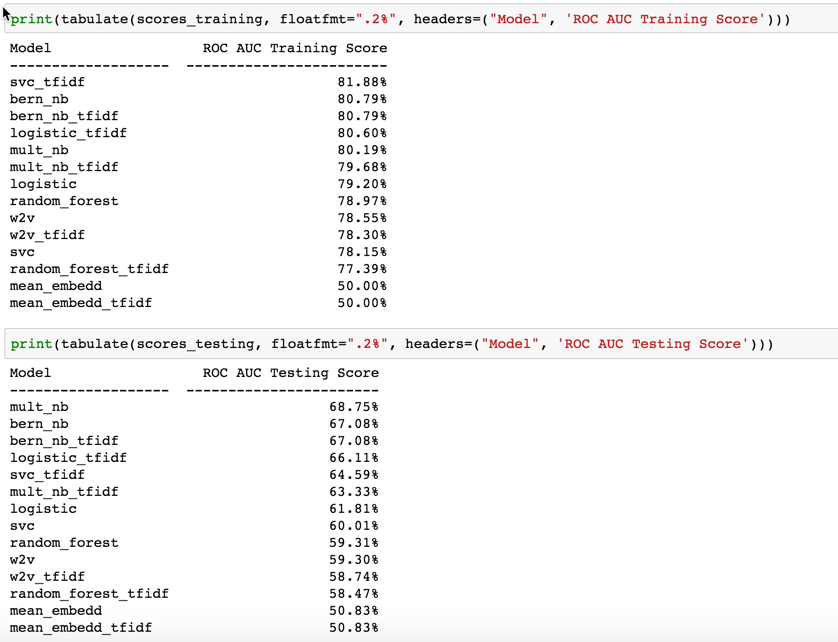 print(tabulate(scores_training, floatfmt=".2%", headers=("Model", 'ROC AUC Training Score')))
Model ROC AUC Training Score
------------------- ------------------------
svc_tfidf 81.88%
bern_nb 80.79%
bern_nb_tfidf 80.79%
logistic_tfidf 80.60%
mult_nb 80.19%
mult_nb_tfidf 79.68%
logistic 79.20%
random_forest 78.97%
w2v 78.55%
w2v_tfidf 78.30%
svc 78.15%
random_forest_tfidf 77.39%
mean_embedd 50.00%
mean_embedd_tfidf 50.00%
print(tabulate(scores_testing, floatfmt=".2%", headers=("Model", 'ROC AUC Testing Score')))
Model ROC AUC Testing Score
------------------- -----------------------
mult_nb 68.75%
bern_nb 67.08%
bern_nb_tfidf 67.08%
logistic_tfidf 66.11%
svc_tfidf 64.59%
mult_nb_tfidf 63.33%
logistic 61.81%
svc 60.01%
random_forest 59.31%
w2v 59.30%
w2v_tfidf 58.74%
random_forest_tfidf 58.47%
mean_embedd 50.83%
mean_embedd_tfidf 50.83%